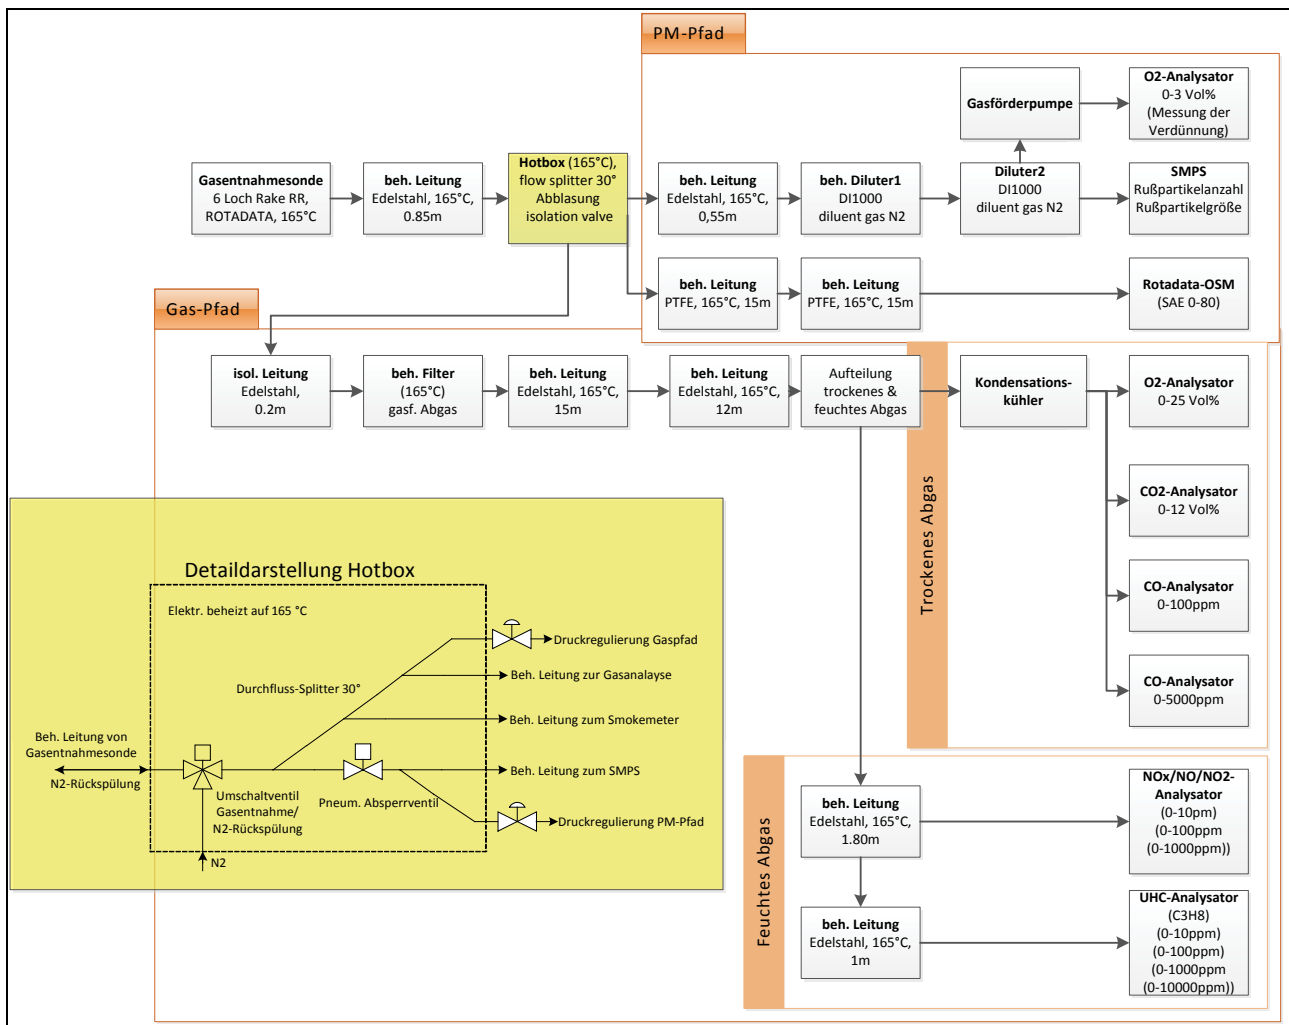 PM-Pfad
Gasförderpumpe
O2-Analysator
0-3 Vol%
(Messung der
Verdünnung)
Gasentnahmesonde
6 Loch Rake RR,
ROTADATA, 165°C
beh. Leitung
Edelstahl, 165°C,
0.85m
Hotbox (165°C),
flow splitter 30°
Abblasung
isolation valve
beh. Leitung
Edelstahl, 165°C,
0,55m
beh. Diluter1
DI1000
diluent gas N2
Diluter2
DI1000
diluent gas N2
SMPS
Rußpartikelanzahl
Rußpartikelgröße
beh. Leitung
PTFE, 165°C, 15m
beh. Leitung
PTFE, 165°C, 15m
Rotadata-OSM
(SAE 0-80)
Gas-Pfad
isol. Leitung
Edelstahl,
0.2m
beh. Filter
(165°C)
gasf. Abgas
beh. Leitung
Edelstahl, 165°C,
15m
beh. Leitung
Edelstahl, 165°C,
12m
Aufteilung
trockenes &
feuchtes Abgas
Kondensations-
kühler
O2-Analysator
0-25 Vol%
CO2-Analysator
0-12 Vol%
CO-Analysator
0-100ppm
CO-Analysator
0-5000ppm
Trockenes Abgas
Detaildarstellung Hotbox
Elektr. beheizt auf 165 °C
Druckregulierung Gaspfad
Durchfluss-Splitter 30°
Beh. Leitung zur Gasanalayse
Beh. Leitung zum Smokemeter
Beh. Leitung von
Gasentnahmesonde
N2-Rückspülung
Beh. Leitung zum SMPS
Umschaltventil
Gasentnahme/
N2-Rückspülung
Pneum. Absperrventil
Druckregulierung PM-Pfad
N2
Feuchtes Abgas
beh. Leitung
Edelstahl, 165°C,
1.80m
NOx/NO/NO2-
Analysator
(0-10pm)
(0-100ppm
(0-1000ppm))
beh. Leitung
Edelstahl, 165°C,
1m
UHC-Analysator
(C3H8)
(0-10ppm)
(0-100ppm)
(0-1000ppm
(0-10000ppm))